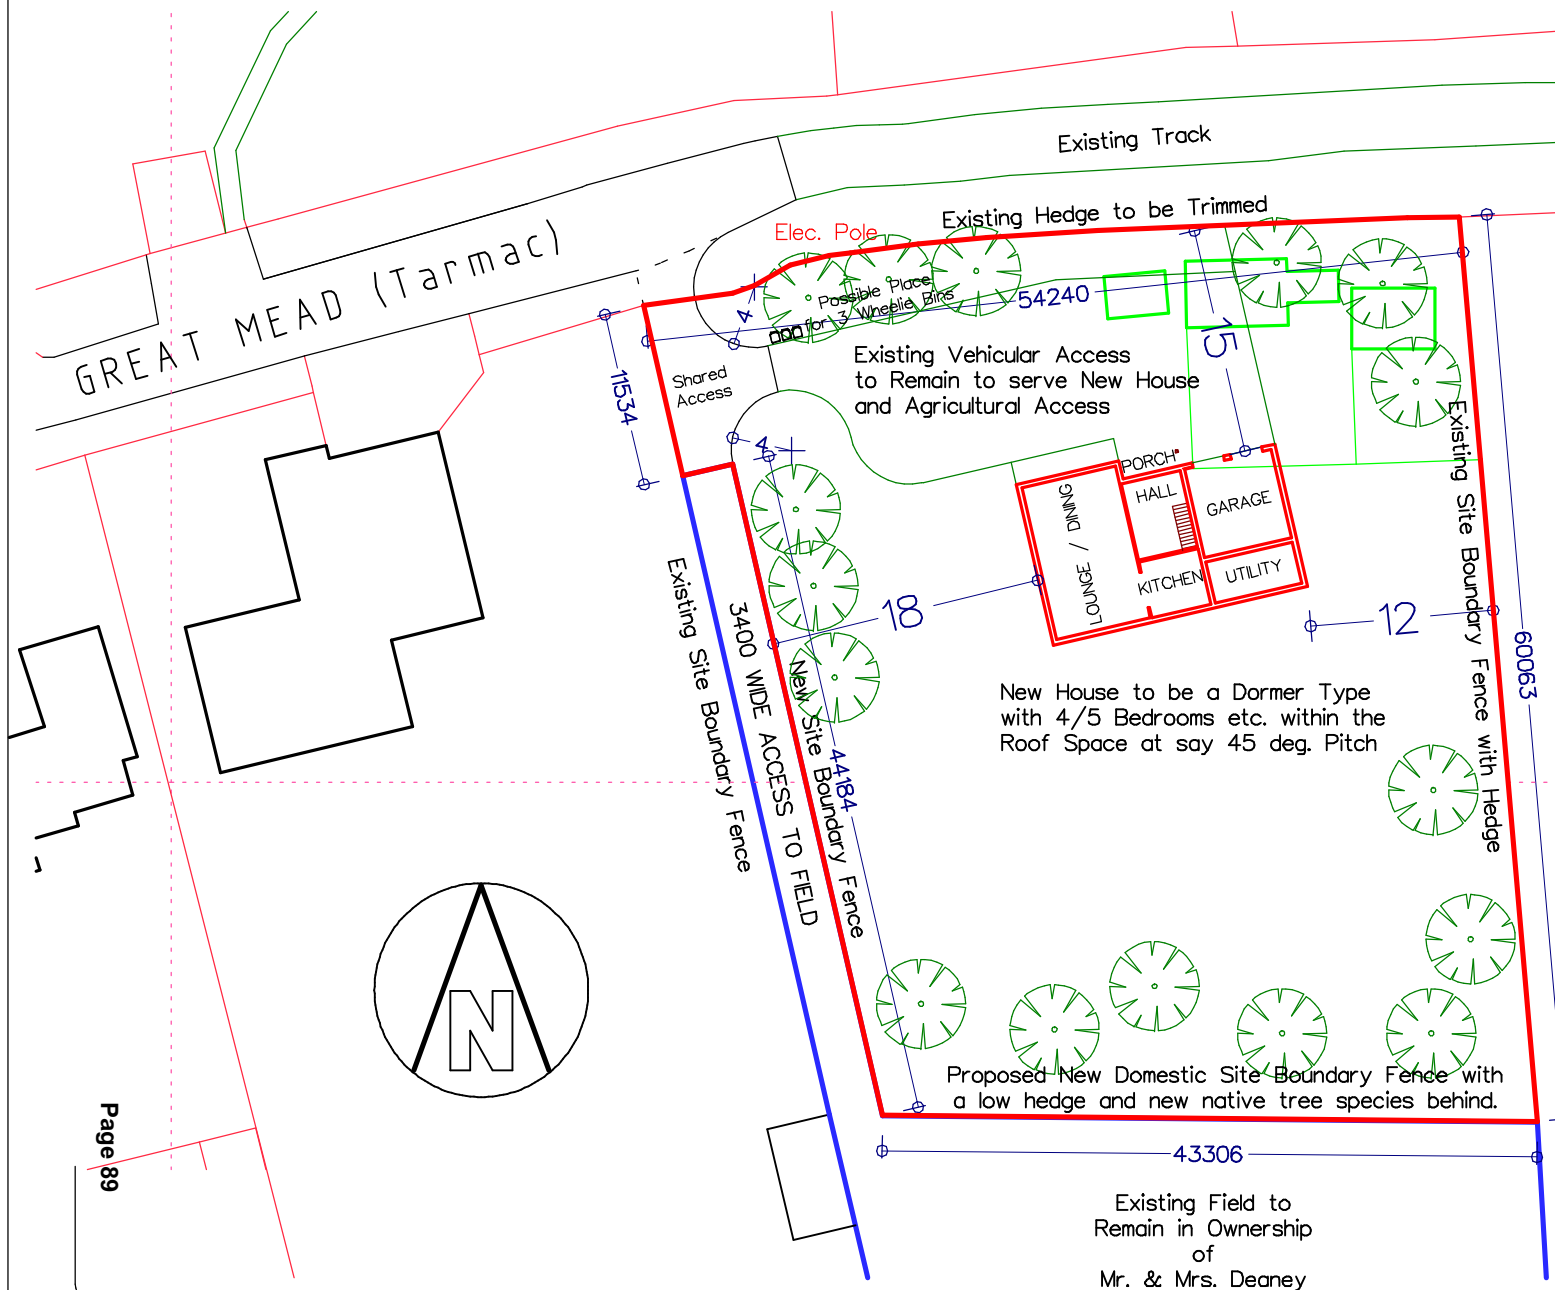 Existing Track
Existing Hedge to be Trimmed
Elec. Pole
GREAT MEAD (Tarmac)
Possible Place
for 3 Wheelie Bins
54240
4
15
11534
Shared
Access
Existing Vehicular Access
to Remain to serve New House
and Agricultural Access
4
PORCH
HALL
GARAGE
LOUNGE / DINING
KITCHEN
UTILITY
18
12
Existing Site Boundary Fence with Hedge
60063
Existing Site Boundary Fence
3400 WIDE ACCESS TO FIELD
New Site Boundary Fence
44184
New House to be a Dormer Type
with 4/5 Bedrooms etc. within the
Roof Space at say 45 deg. Pitch
N
Proposed New Domestic Site Boundary Fence with
a low hedge and new native tree species behind.
43306
Existing Field to
Remain in Ownership
of
Mr. & Mrs. Deaney
Page 89